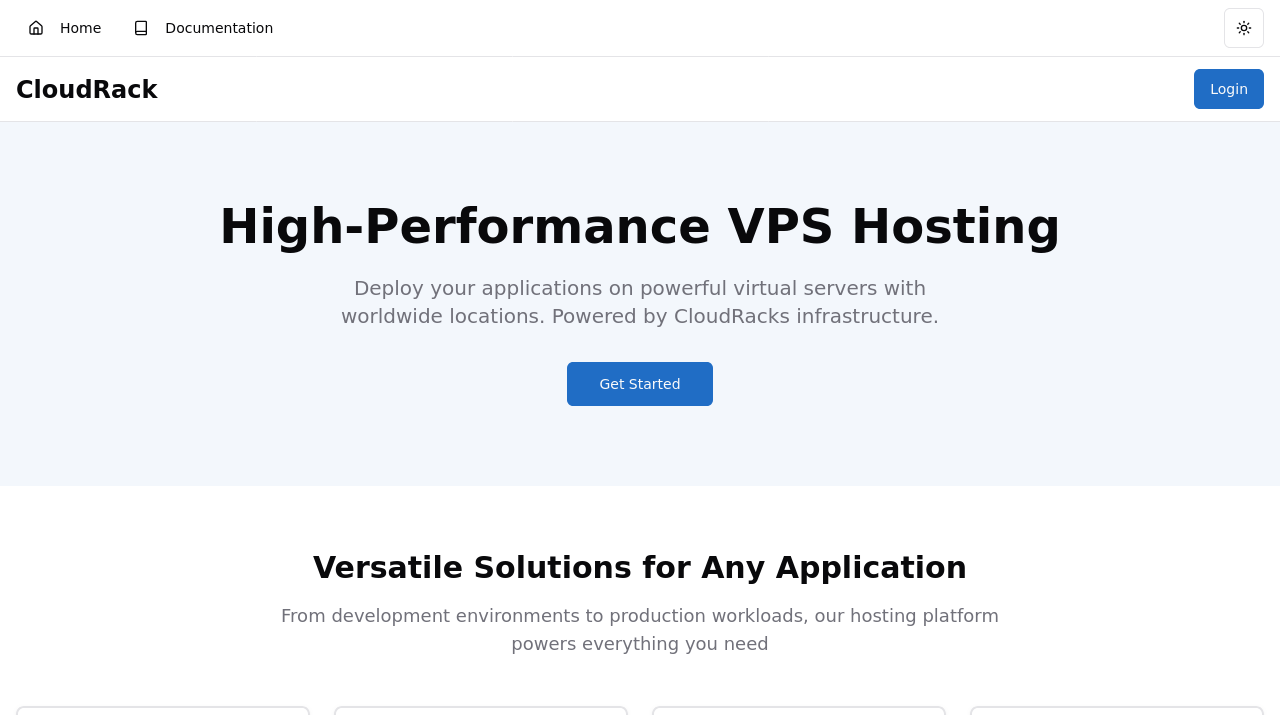 Home
Documentation
CloudRack
Login
High-Performance VPS Hosting
Deploy your applications on powerful virtual servers with
worldwide locations. Powered by CloudRacks infrastructure.
Get Started
Versatile Solutions for Any Application
From development environments to production workloads, our hosting platform
powers everything you need